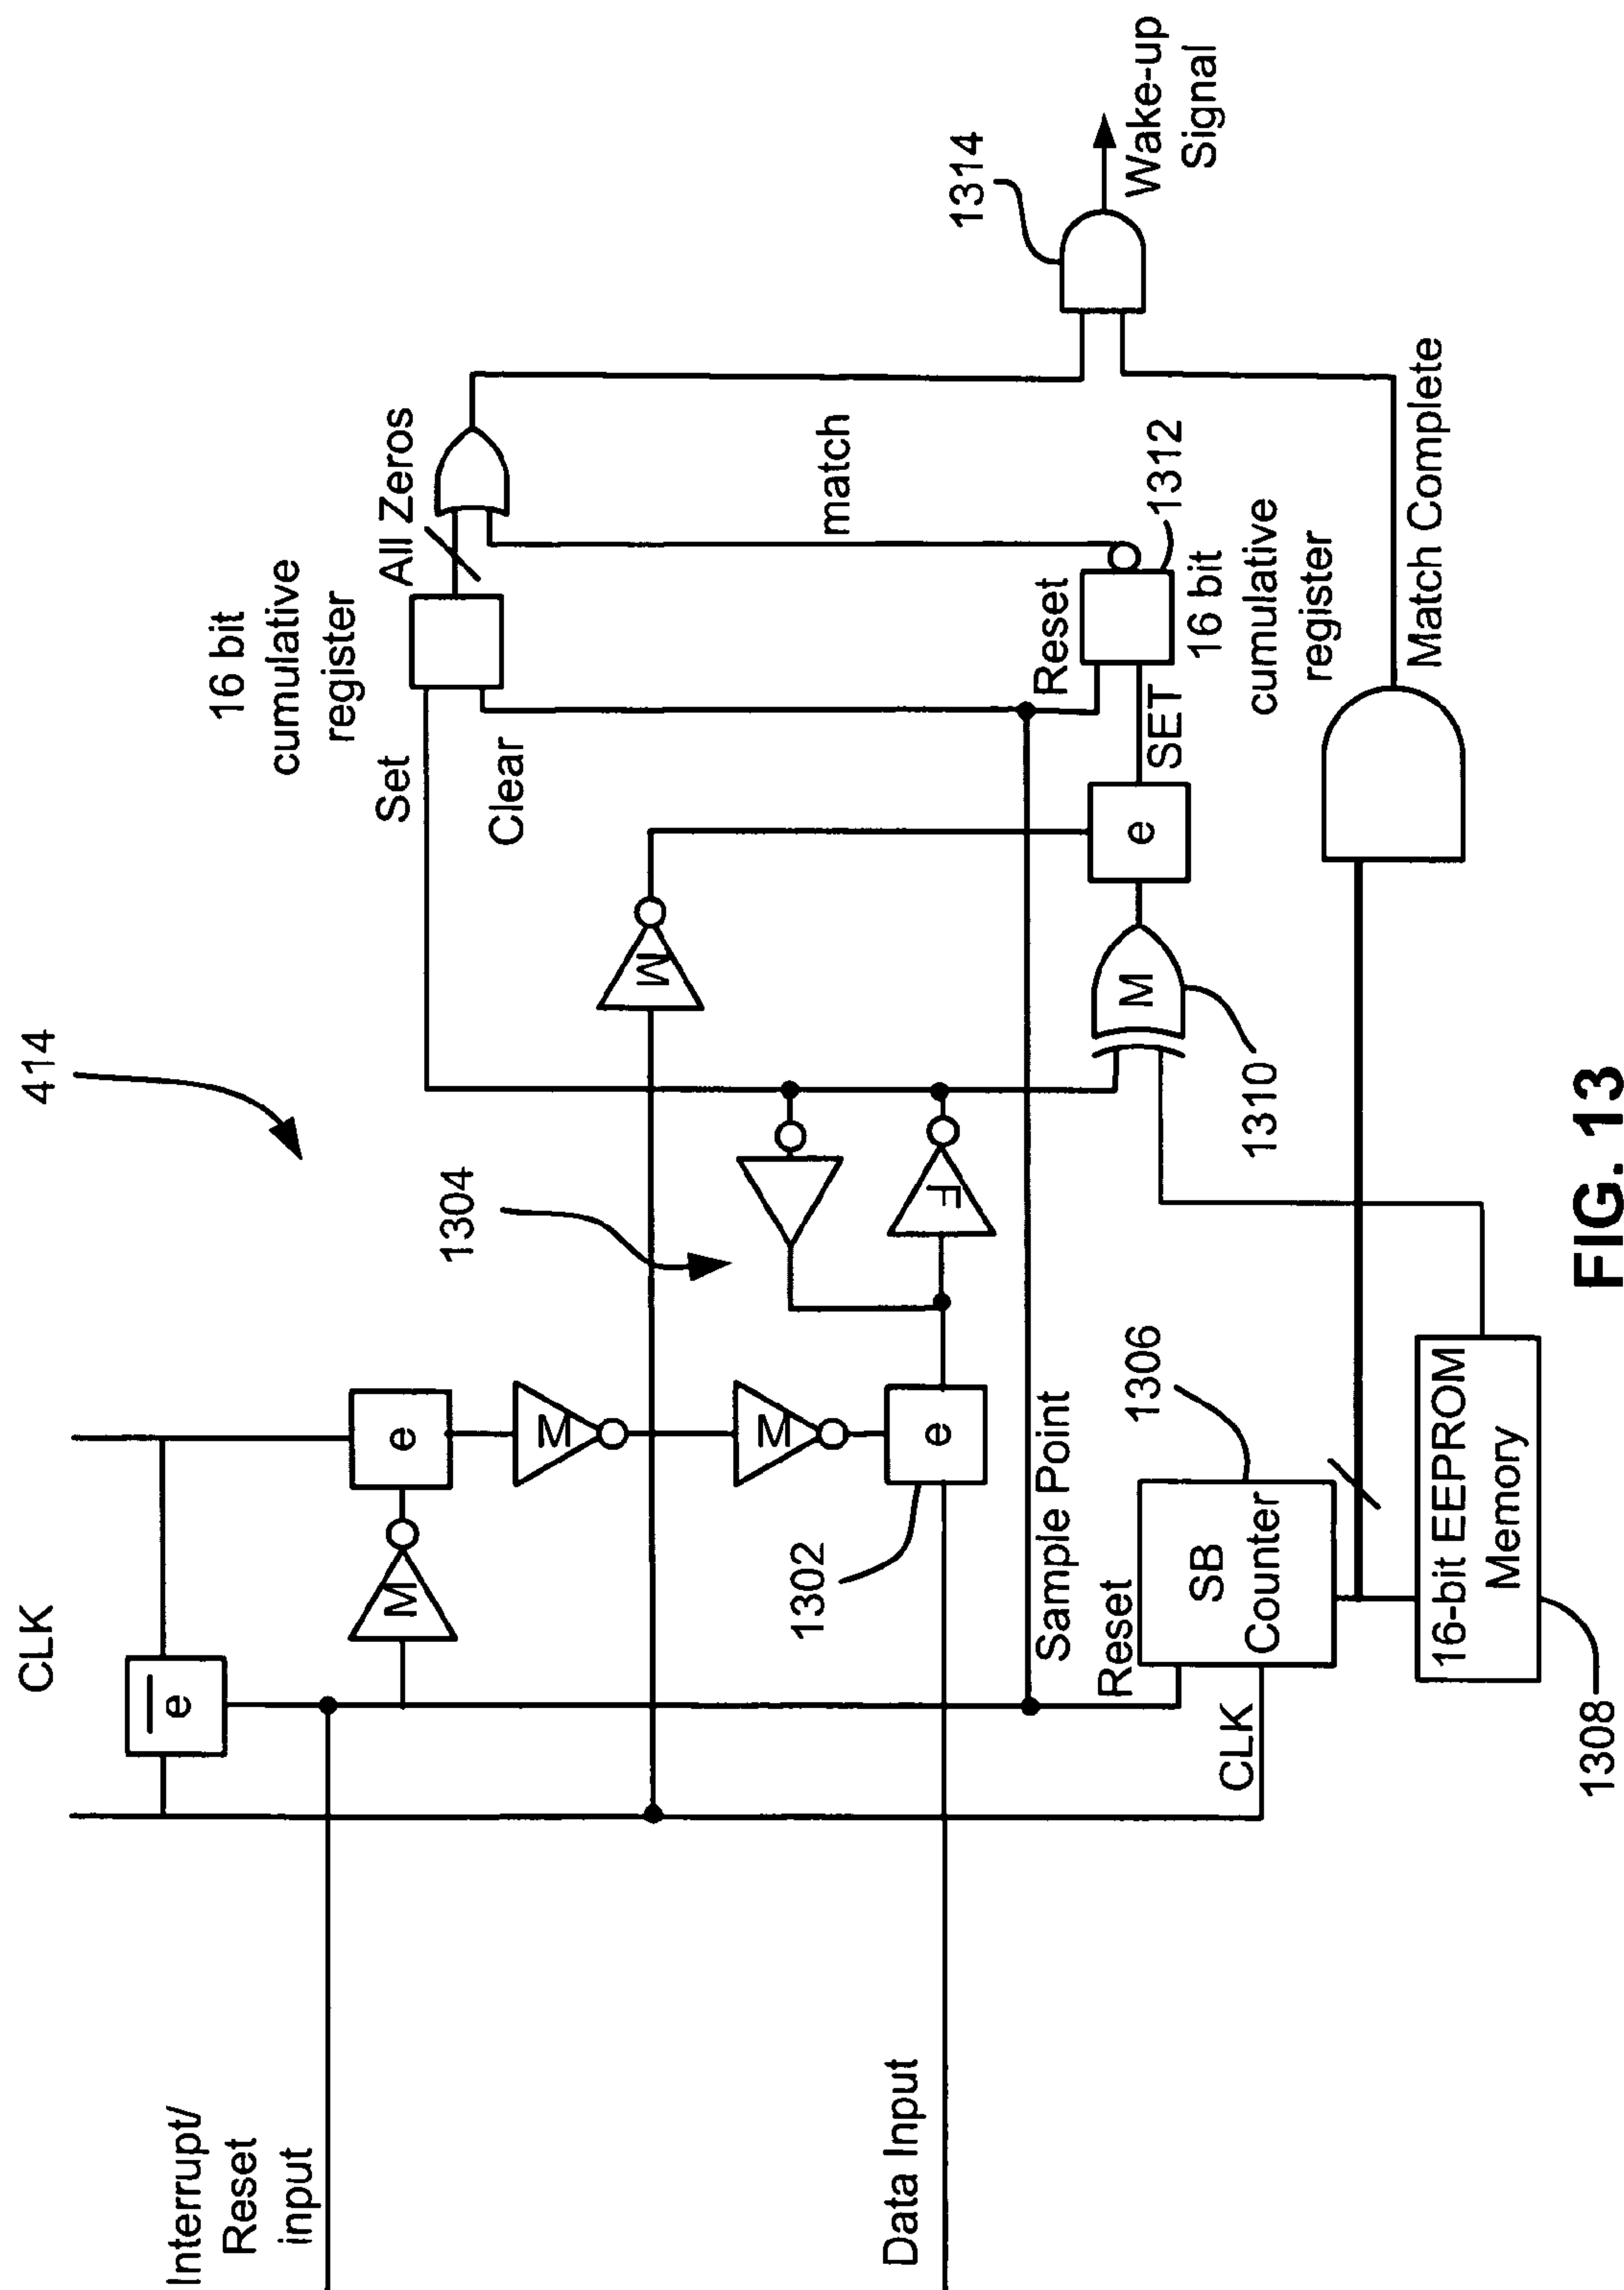 414
CLK
Interrupt/
Reset
input
e
M
e
M
M
1304
M
F
16 bit
cumulative
register
Set
Clear
All Zeros
match
1314
Wake-up
Signal
Data Input
1302
e
Sample Point
Reset
CLK
SB
Counter
1306
16-bit EEPROM
Memory
1308
M
1310
e
SET
Reset
1312
16 bit
cumulative
register
Match Complete
FIG. 13